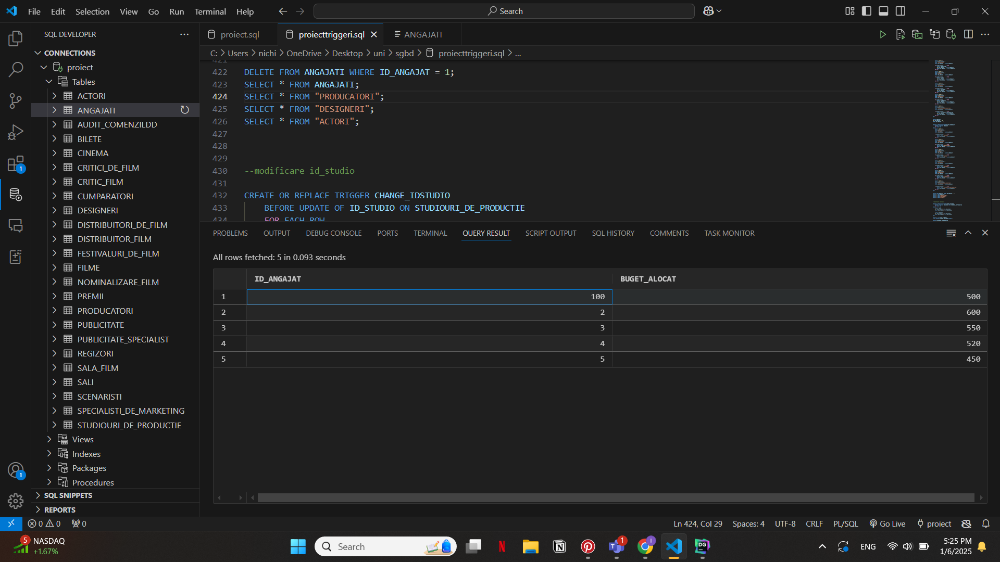 File Edit Selection View Go Run Terminal Help
Search
SQL DEVELOPER
CONNECTIONS
proiect
Tables
ACTORI
ANGAJATI
AUDIT_COMENZILDD
BILETE
CINEMA
CRITICI_DE_FILM
CRITIC_FILM
CUMPARATORI
DESIGNERI
DISTRIBUITORI_DE_FILM
DISTRIBUITOR_FILM
FESTIVALURI_DE_FILM
FILME
NOMINALIZARE_FILM
PREMII
PRODUCATORI
PUBLICITATE
PUBLICITATE_SPECIALIST
REGIZORI
SALA_FILM
SALI
SCENARISTI
SPECIALISTI_DE_MARKETING
STUDIOURI_DE_PRODUCTIE
Views
Indexes
Packages
Procedures
SQL SNIPPETS
REPORTS
1
1
proiect.sql proiecttriggeri.sql ANGAJATI
C: > Users > nichi > OneDrive > Desktop > uni > sgbd > proiecttriggeri.sql > ...
421
422 DELETE FROM ANGAJATI WHERE ID_ANGAJAT = 1;
423 SELECT * FROM ANGAJATI;
424 SELECT * FROM "PRODUCATORI";
425 SELECT * FROM "DESIGNERI";
426 SELECT * FROM "ACTORI";
427
428
429
430 --modificare id_studio
431
432 CREATE OR REPLACE TRIGGER CHANGE_IDSTUDIO
433 BEFORE UPDATE OF ID_STUDIO ON STUDIOURI_DE_PRODUCTIE
434 FOR EACH ROW
PROBLEMS OUTPUT DEBUG CONSOLE PORTS TERMINAL QUERY RESULT SCRIPT OUTPUT SQL HISTORY COMMENTS TASK MONITOR
All rows fetched: 5 in 0.093 seconds
ID_ANGAJAT BUGET_ALOCAT
1 100 500
2 2 600
3 3 550
4 4 520
5 5 450
0 0 0
Ln 424, Col 29 Spaces: 4 UTF-8 CRLF PL/SQL Go Live proiect
5 NASDAQ
+1.67%
Search
N
N
1
I
DG
ENG
5:25 PM
1/6/2025